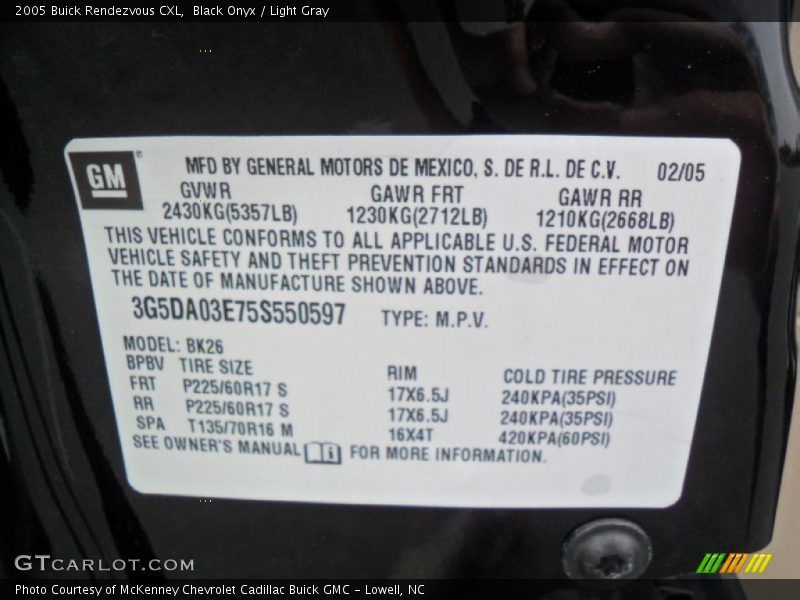 2005 Buick Rendezvous CXL,  Black Onyx / Light Gray
GM
MFD BY GENERAL MOTORS DE MEXICO, S. DE R.L. DE C.V. 02/05
GVWR GAWR FRT GAWR RR
2430KG(5357LB) 1230KG(2712LB) 1210KG(2668LB)
THIS VEHICLE CONFORMS TO ALL APPLICABLE U.S. FEDERAL MOTOR
VEHICLE SAFETY AND THEFT PREVENTION STANDARDS IN EFFECT ON
THE DATE OF MANUFACTURE SHOWN ABOVE.
3G5DA03E75S550597 TYPE: M.P.V.
MODEL: BK26
BPBV TIRE SIZE RIM COLD TIRE PRESSURE
FRT P225/60R17 S 17X6.5J 240KPA(35PSI)
RR P225/60R17 S 17X6.5J 240KPA(35PSI)
SPA T135/70R16 M 16X4T 420KPA(60PSI)
SEE OWNER'S MANUAL FOR MORE INFORMATION.
GTCARLOT.COM
Photo Courtesy of McKenney Chevrolet Cadillac Buick GMC - Lowell, NC